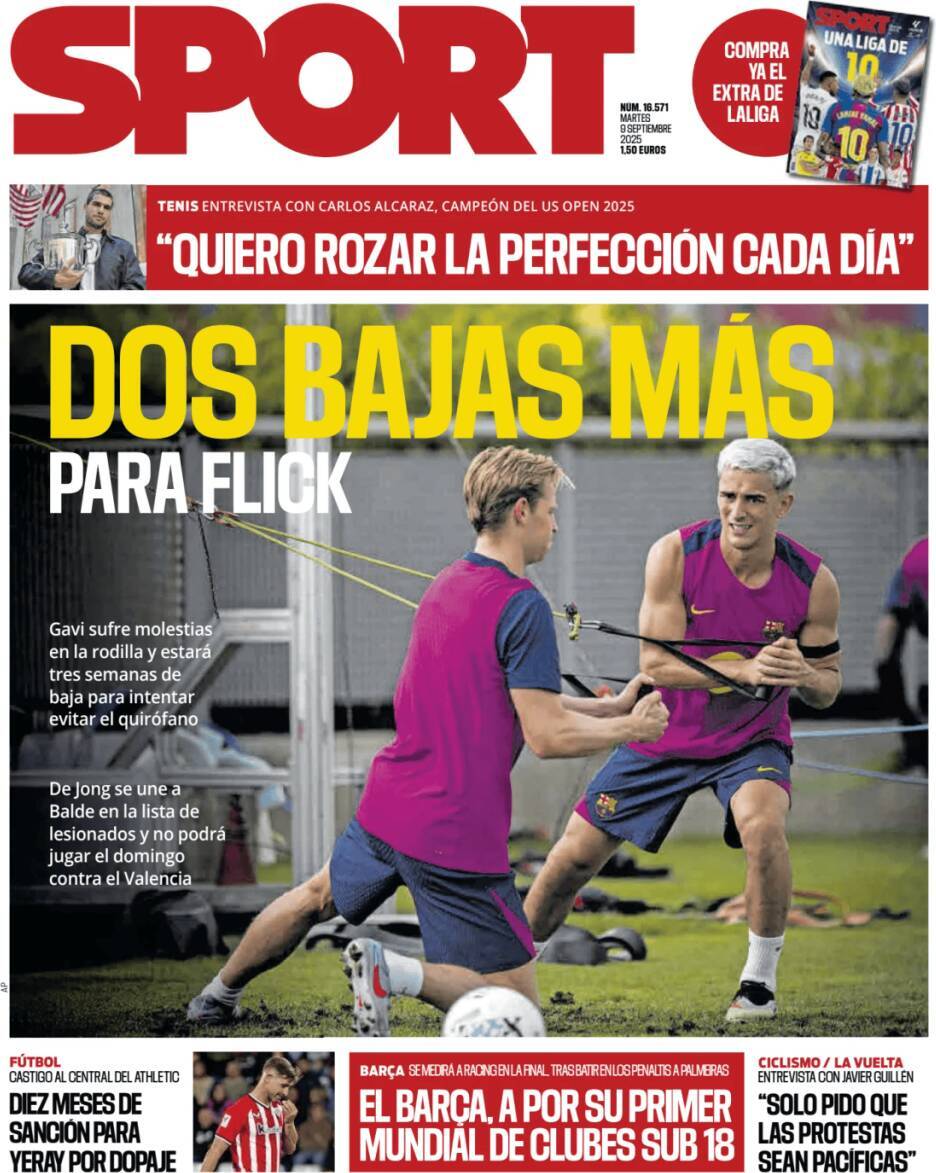 SPORT
NÚM. 16.571
MARTES
9 SEPTIEMBRE
2025
1,50 EUROS
COMPRA
YA EL
EXTRA DE
LALIGA
SPORT
UNA LIGA DE
10
LAMINE YAMAL
10
10
10
TENIS ENTREVISTA CON CARLOS ALCARAZ, CAMPEÓN DEL US OPEN 2025
“QUIERO ROZAR LA PERFECCIÓN CADA DÍA”
DOS BAJAS MÁS
PARA FLICK
Gavi sufre molestias
en la rodilla y estará
tres semanas de
baja para intentar
evitar el quirófano
De Jong se une a
Balde en la lista de
lesionados y no podrá
jugar el domingo
contra el Valencia
AP
FÚTBOL
CASTIGO AL CENTRAL DEL ATHLETIC
DIEZ MESES DE
SANCIÓN PARA
YERAY POR DOPAJE
BARÇA SE MEDIRÁ A RACING EN LA FINAL, TRAS BATIR EN LOS PENALTIS A PALMEIRAS
EL BARÇA, A POR SU PRIMER
MUNDIAL DE CLUBES SUB 18
CICLISMO / LA VUELTA
ENTREVISTA CON JAVIER GUILLÉN
“SOLO PIDO QUE
LAS PROTESTAS
SEAN PACÍFICAS”